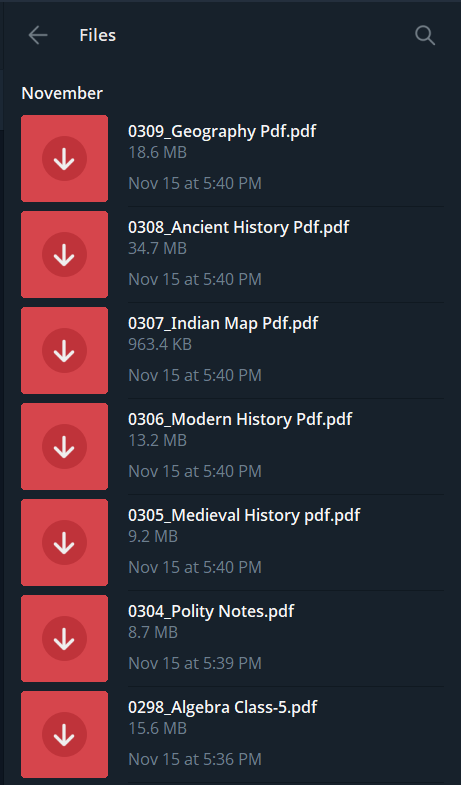 Files
November
0309_Geography Pdf.pdf
18.6 MB
Nov 15 at 5:40 PM
0308_Ancient History Pdf.pdf
34.7 MB
Nov 15 at 5:40 PM
0307_Indian Map Pdf.pdf
963.4 KB
Nov 15 at 5:40 PM
0306_Modern History Pdf.pdf
13.2 MB
Nov 15 at 5:40 PM
0305_Medieval History pdf.pdf
9.2 MB
Nov 15 at 5:40 PM
0304_Polity Notes.pdf
8.7 MB
Nov 15 at 5:39 PM
0298_Algebra Class-5.pdf
15.6 MB
Nov 15 at 5:36 PM